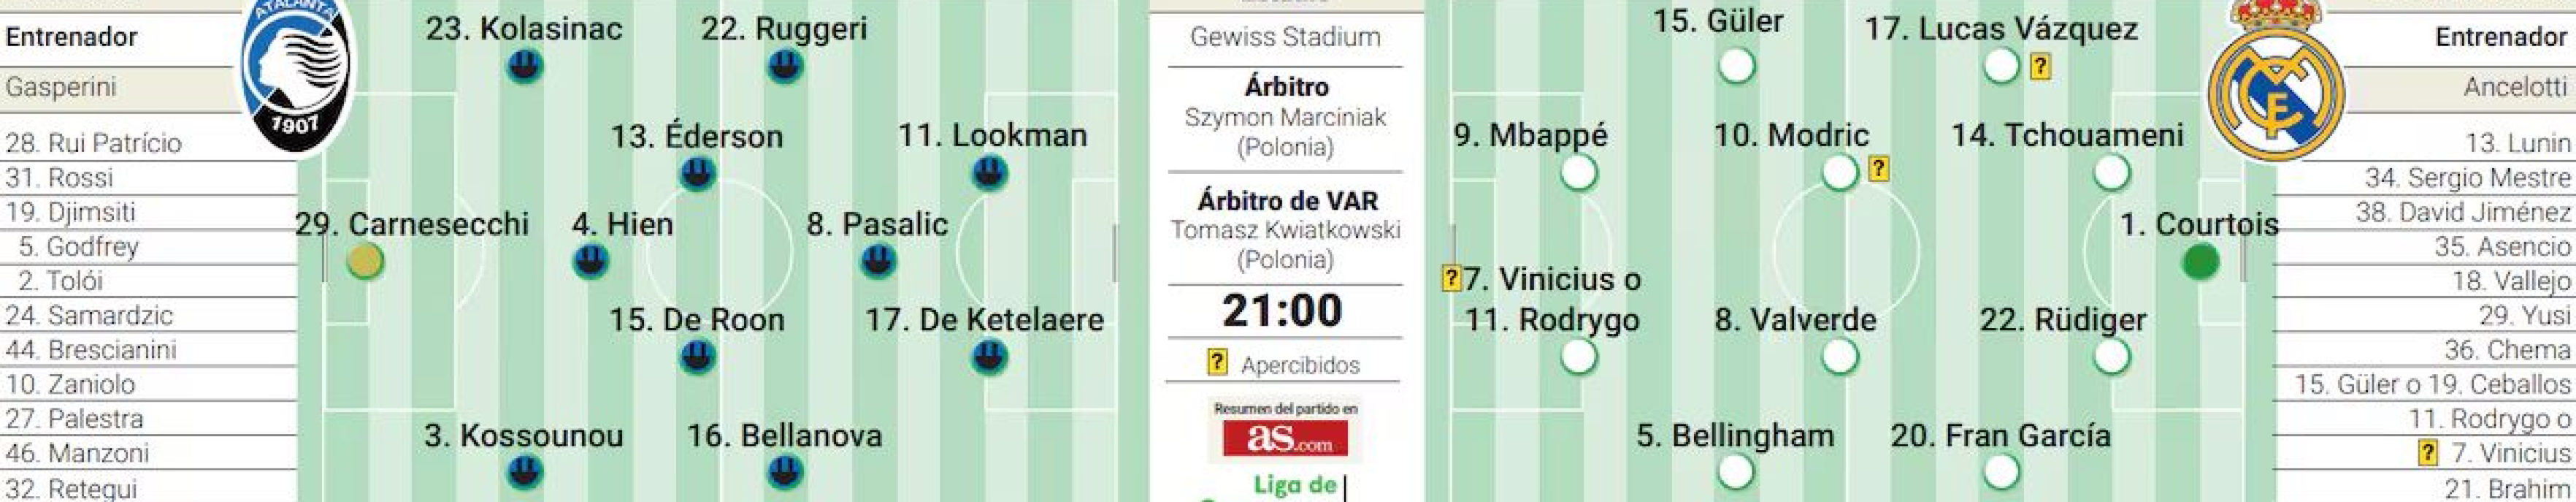 ATALANTA
1907
Entrenador
Gasperini
28. Rui Patrício
31. Rossi
19. Djimsiti
5. Godfrey
2. Tolói
24. Samardzic
44. Brescianini
10. Zaniolo
27. Palestra
46. Manzoni
32. Retegui
23. Kolasinac
22. Ruggeri
13. Éderson
11. Lookman
29. Carnesecchi
4. Hien
8. Pasalic
15. De Roon
17. De Ketelaere
3. Kossounou
16. Bellanova
Estadio
Gewiss Stadium
Árbitro
Szymon Marciniak
(Polonia)
Árbitro de VAR
Tomasz Kwiatkowski
(Polonia)
21:00
? Apercibidos
Resumen del partido en
as.com
Liga de
15. Güler
17. Lucas Vázquez
?
9. Mbappé
10. Modric
?
14. Tchouameni
1. Courtois
? 7. Vinicius o
11. Rodrygo
8. Valverde
22. Rüdiger
5. Bellingham
20. Fran García
Entrenador
Ancelotti
13. Lunin
34. Sergio Mestre
38. David Jiménez
35. Asencio
18. Vallejo
29. Yusi
36. Chema
15. Güler o 19. Ceballos
11. Rodrygo o
? 7. Vinicius
21. Brahim